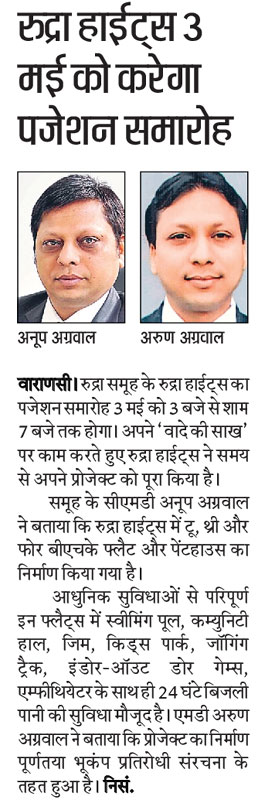 रुद्रा हाईट्स 3
मई को करेगा
पजेशन समारोह
अनूप अग्रवाल
अरुण अग्रवाल
वाराणसी। रुद्रा समूह के रुद्रा हाईट्स का
पजेशन समारोह 3 मई को 3 बजे से शाम
7 बजे तक होगा। अपने ‘वादे की साख’
पर काम करते हुए रुद्रा हाईट्स ने समय
से अपने प्रोजेक्ट को पूरा किया है।
समूह के सीएमडी अनूप अग्रवाल
ने बताया कि रुद्रा हाईट्स में टू, थ्री और
फोर बीएचके फ्लैट और पेंटहाउस का
निर्माण किया गया है।
आधुनिक सुविधाओं से परिपूर्ण
इन फ्लैट्स में स्वीमिंग पूल, कम्युनिटी
हाल, जिम, किड्स पार्क, जॉगिंग
ट्रैक, इंडोर-ऑउट डोर गेम्स,
एम्फीथियेटर के साथ ही 24 घंटे बिजली
पानी की सुविधा मौजूद है। एमडी अरुण
अग्रवाल ने बताया कि प्रोजेक्ट का निर्माण
पूर्णतया भूकंप प्रतिरोधी संरचना के
तहत हुआ है। निसं.